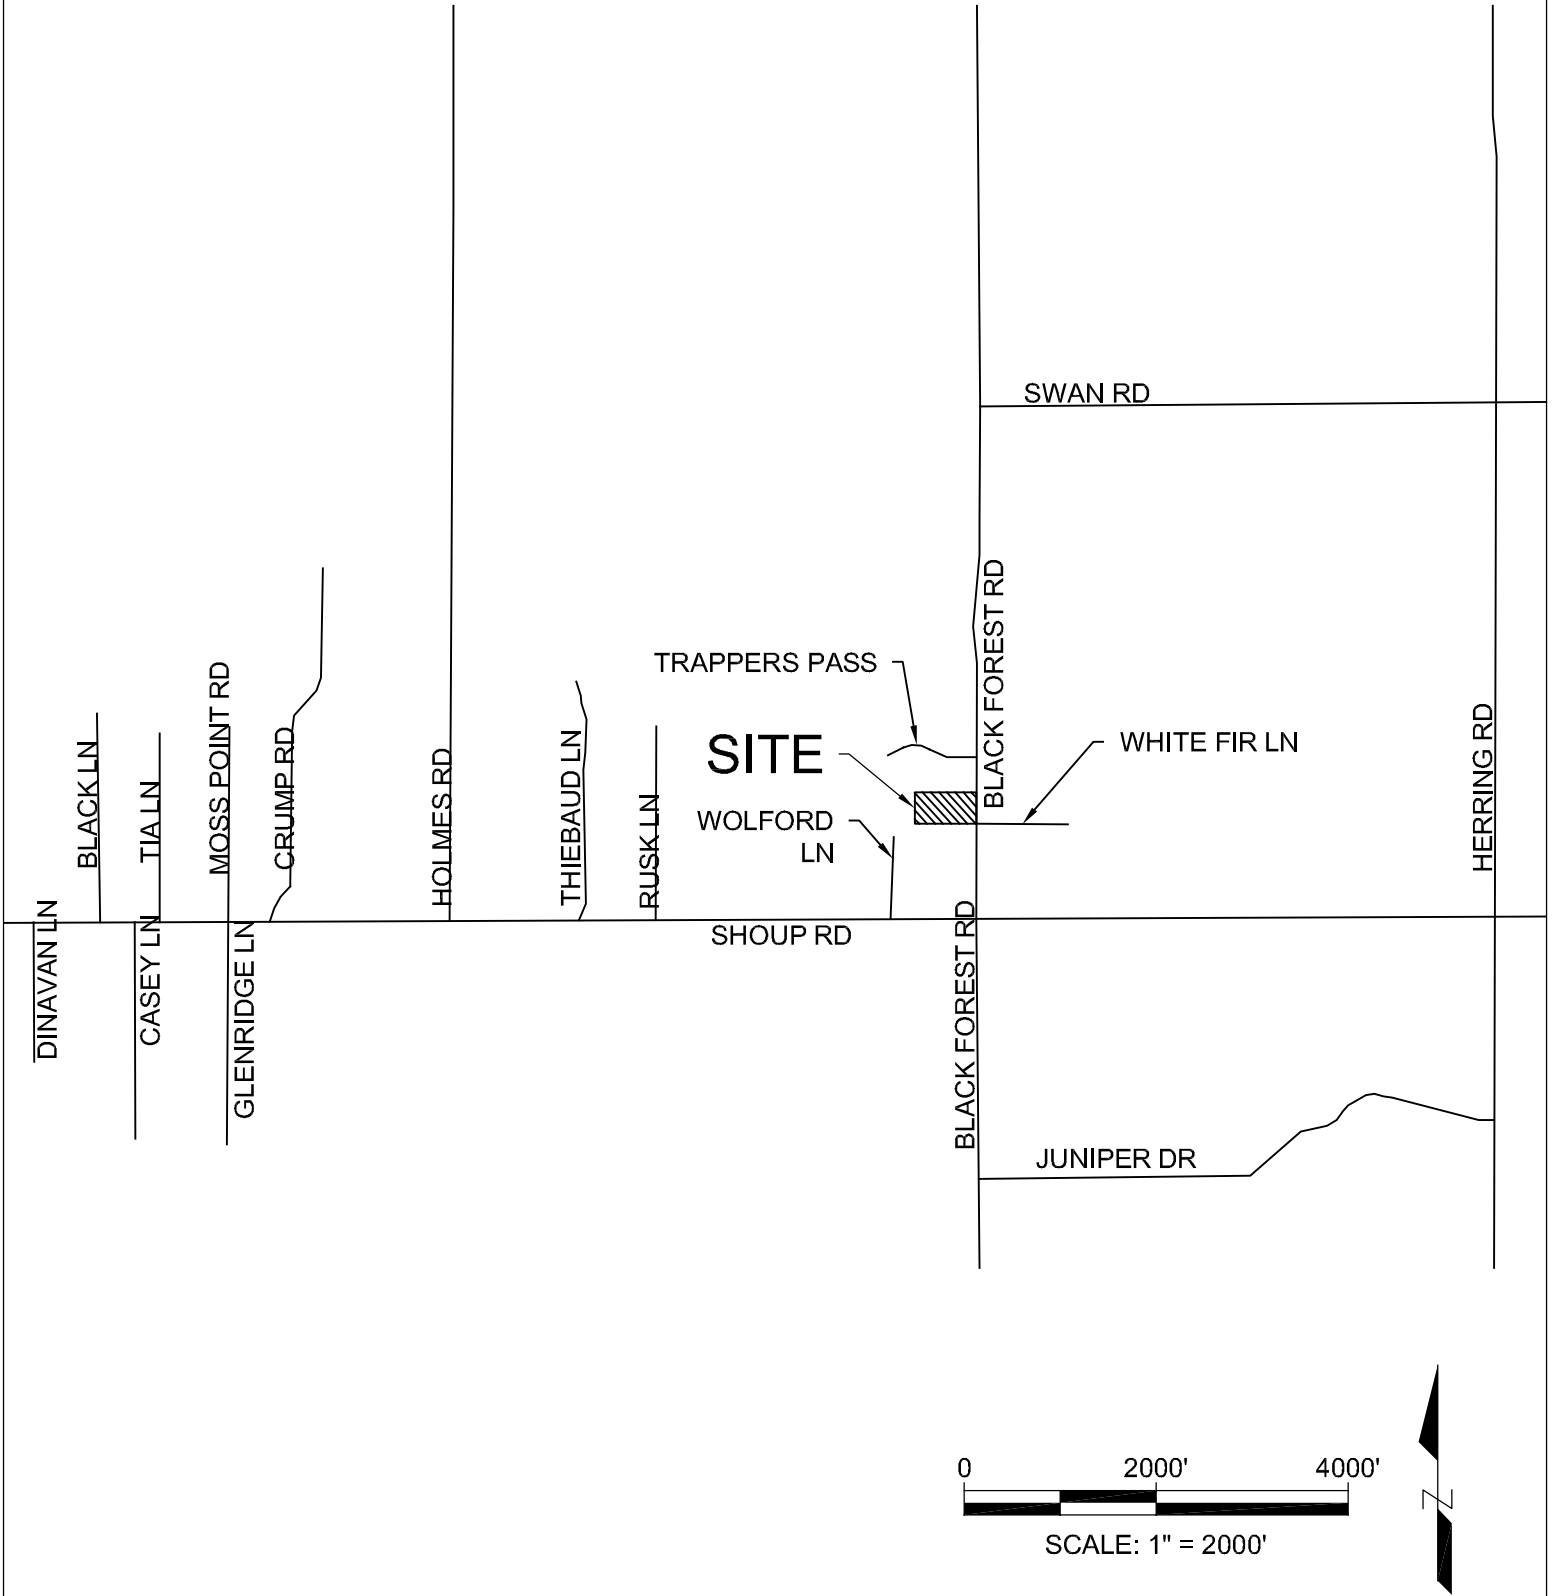 SWAN RD
BLACK FOREST RD
TRAPPERS PASS
SITE
WHITE FIR LN
WOLFORD
LN
BLACK LN
TIA LN
MOSS POINT RD
CRUMP RD
HOLMES RD
THIEBAUD LN
RUSK LN
HERRING RD
DINAVAN LN
CASEY LN
GLENRIDGE LN
SHOUP RD
BLACK FOREST RD
JUNIPER DR
0 2000' 4000'
SCALE: 1" = 2000'
N